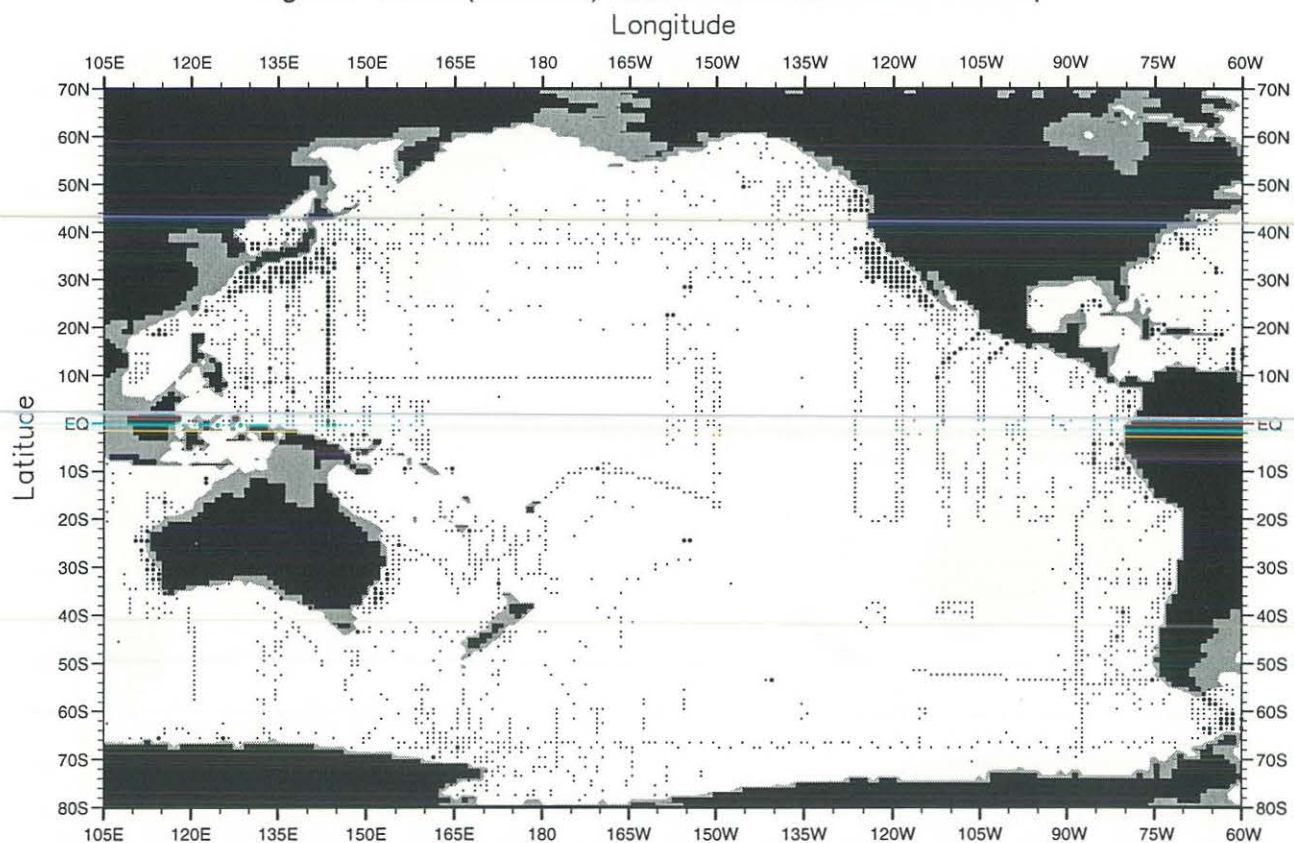 Longitude
105E 120E 135E 150E 165E 180 165W 150W 135W 120W 105W 90W 75W 60W
70N 70N
60N 60N
50N 50N
40N 40N
30N 30N
20N 20N
10N 10N
Latitude
EQ EQ
10S 10S
20S 20S
30S 30S
40S 40S
50S 50S
60S 60S
70S 70S
80S 80S
105E 120E 135E 150E 165E 180 165W 150W 135W 120W 105W 90W 75W 60W